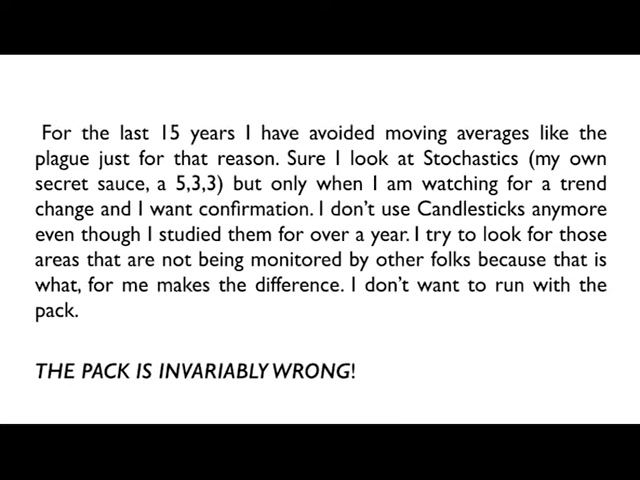 For the last 15 years I have avoided moving averages like the
plague just for that reason. Sure I look at Stochastics (my own
secret sauce, a 5,3,3) but only when I am watching for a trend
change and I want confirmation. I don't use Candlesticks anymore
even though I studied them for over a year. I try to look for those
areas that are not being monitored by other folks because that is
what, for me makes the difference. I don't want to run with the
pack.
THE PACK IS INVARIABLY WRONG!